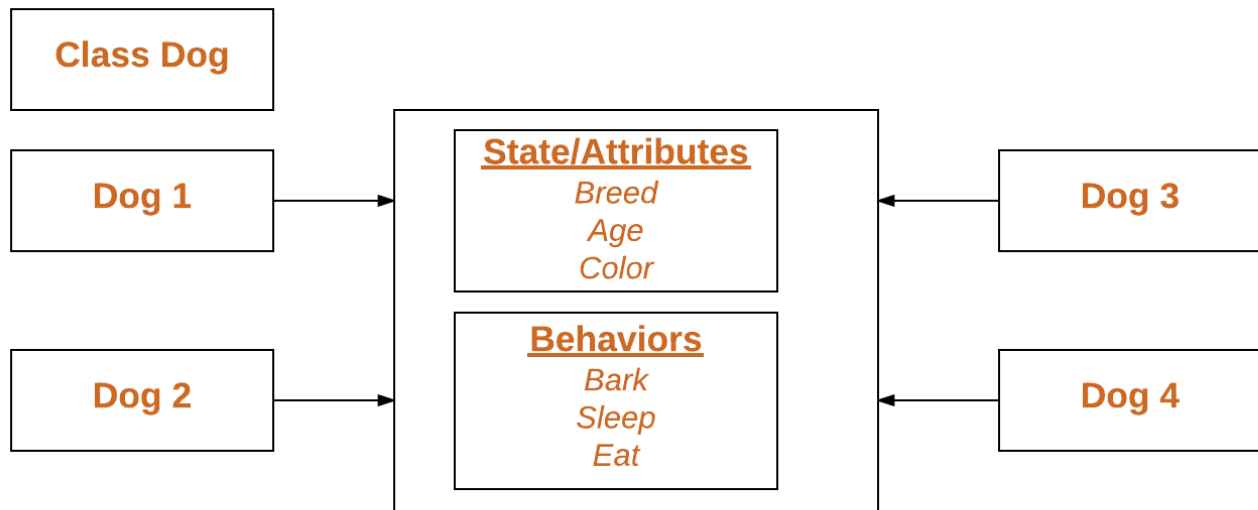 Class Dog
Dog 1
Dog 2
State/Attributes
Breed
Age
Color
Behaviors
Bark
Sleep
Eat
Dog 3
Dog 4